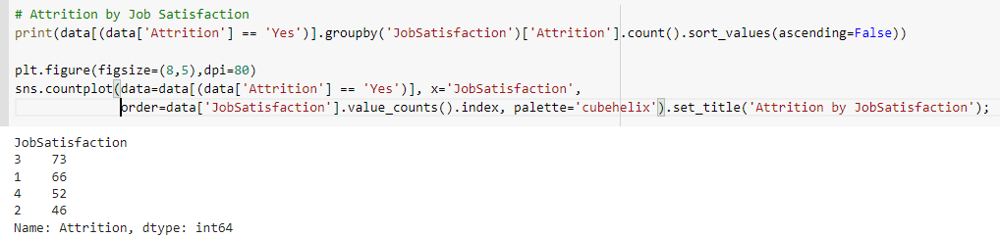 # Attrition by Job Satisfaction
print(data[(data['Attrition'] == 'Yes')].groupby('JobSatisfaction')['Attrition'].count().sort_values(ascending=False))
plt.figure(figsize=(8,5),dpi=80)
sns.countplot(data=data[(data['Attrition'] == 'Yes')], x='JobSatisfaction',
order=data['JobSatisfaction'].value_counts().index, palette='cubehelix').set_title('Attrition by JobSatisfaction');
JobSatisfaction
3 73
1 66
4 52
2 46
Name: Attrition, dtype: int64